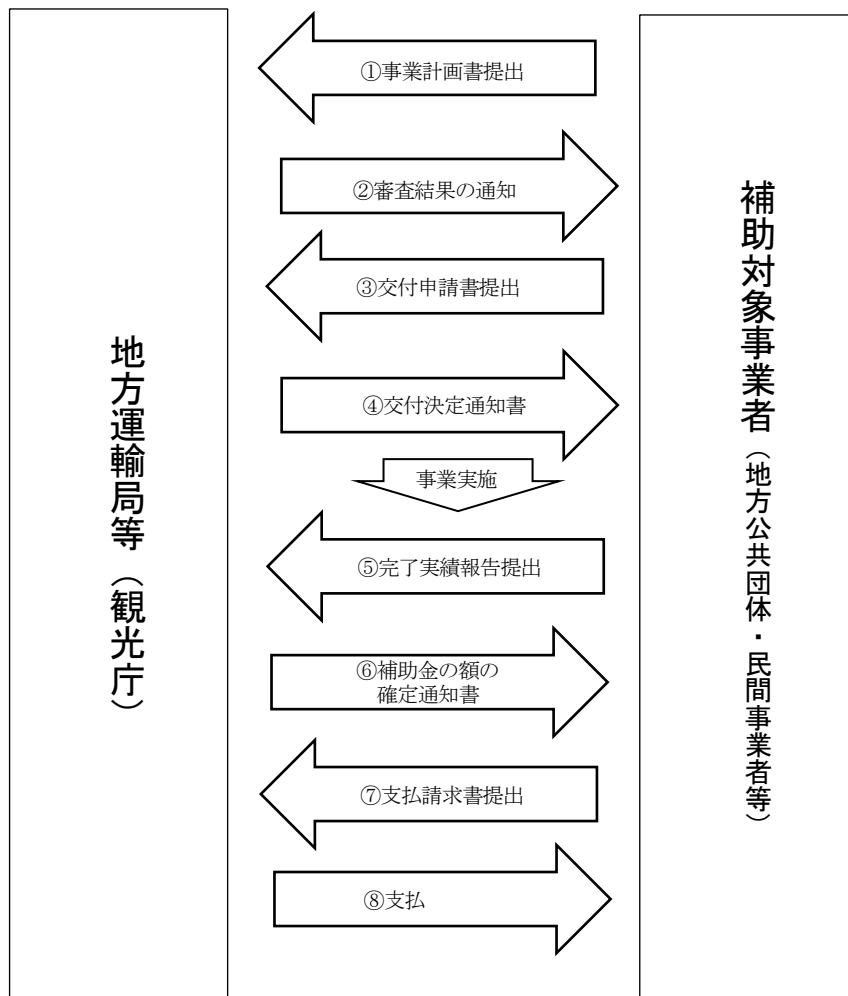 地方運輸局等（観光庁）
①事業計画書提出
②審査結果の通知
③交付申請書提出
④交付決定通知書
事業実施
⑤完了実績報告提出
⑥補助金の額の
確定通知書
⑦支払請求書提出
⑧支払
補助対象事業者（地方公共団体・民間事業者等）